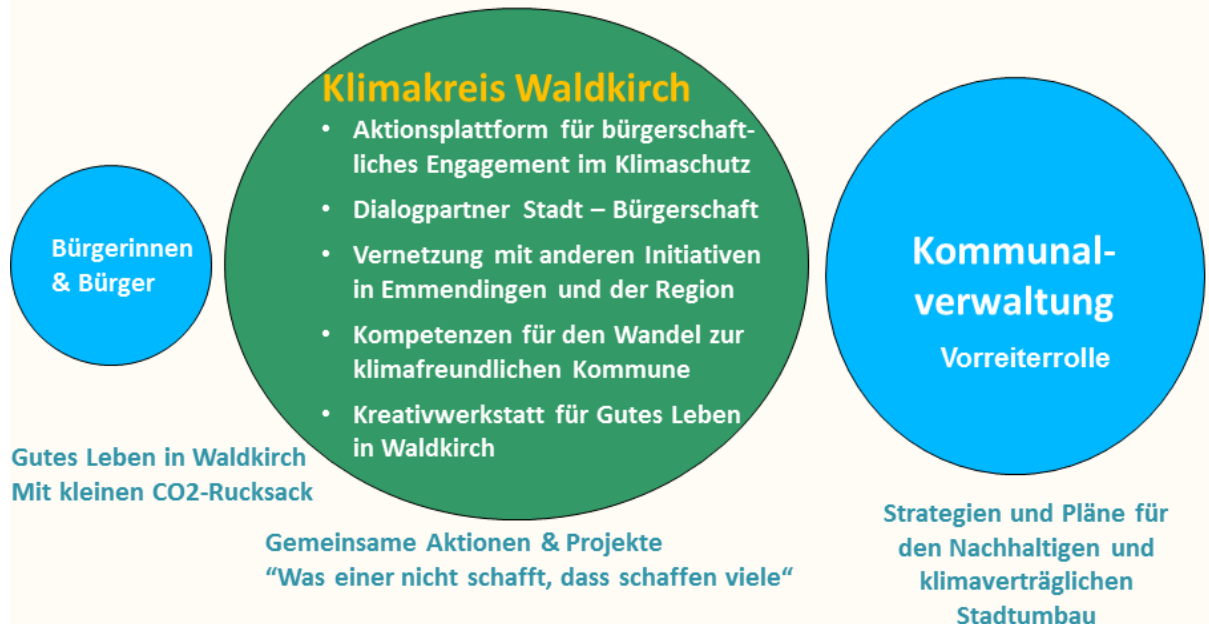 Klimakreis Waldkirch
• Aktionsplattform für bürgerschaft-
liches Engagement im Klimaschutz
• Dialogpartner Stadt – Bürgerschaft
• Vernetzung mit anderen Initiativen
in Emmendingen und der Region
• Kompetenzen für den Wandel zur
klimafreundlichen Kommune
• Kreativwerkstatt für Gutes Leben
in Waldkirch
Bürgerinnen
& Bürger
Kommunal-
verwaltung
Vorreiterrolle
Gutes Leben in Waldkirch
Mit kleinen CO2-Rucksack
Gemeinsame Aktionen & Projekte
“Was einer nicht schafft, dass schaffen viele“
Strategien und Pläne für
den Nachhaltigen und
klimaverträglichen
Stadtumbau